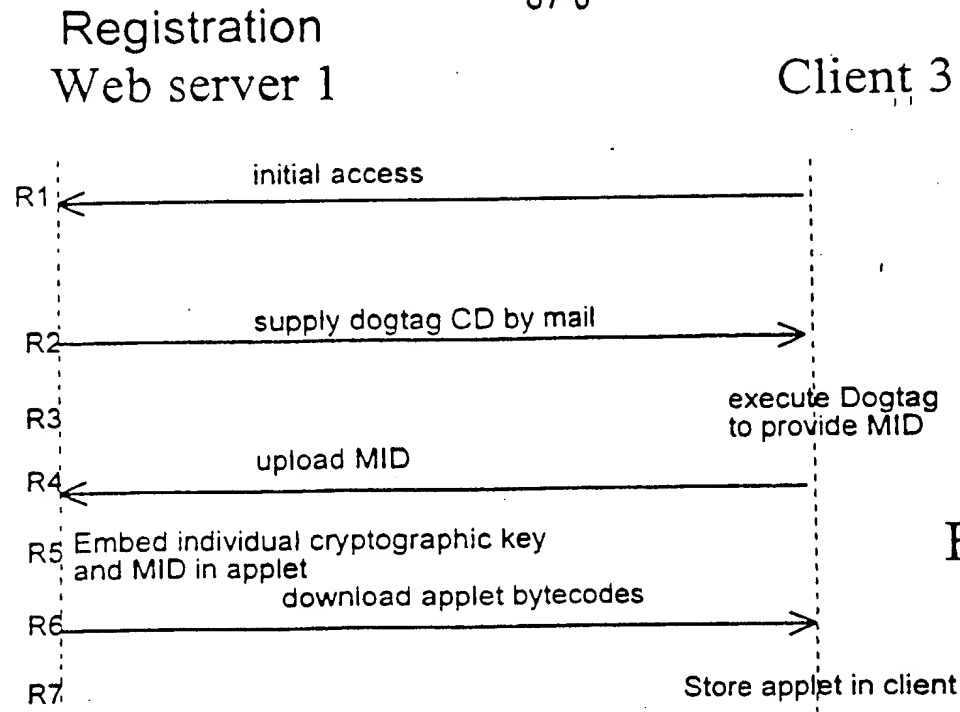 Registration
Web server 1
Client 3
R1
initial access
R2
supply dogtag CD by mail
R3
execute Dogtag
to provide MID
R4
upload MID
R5
Embed individual cryptographic key
and MID in applet
R6
download applet bytecodes
R7
Store applet in client